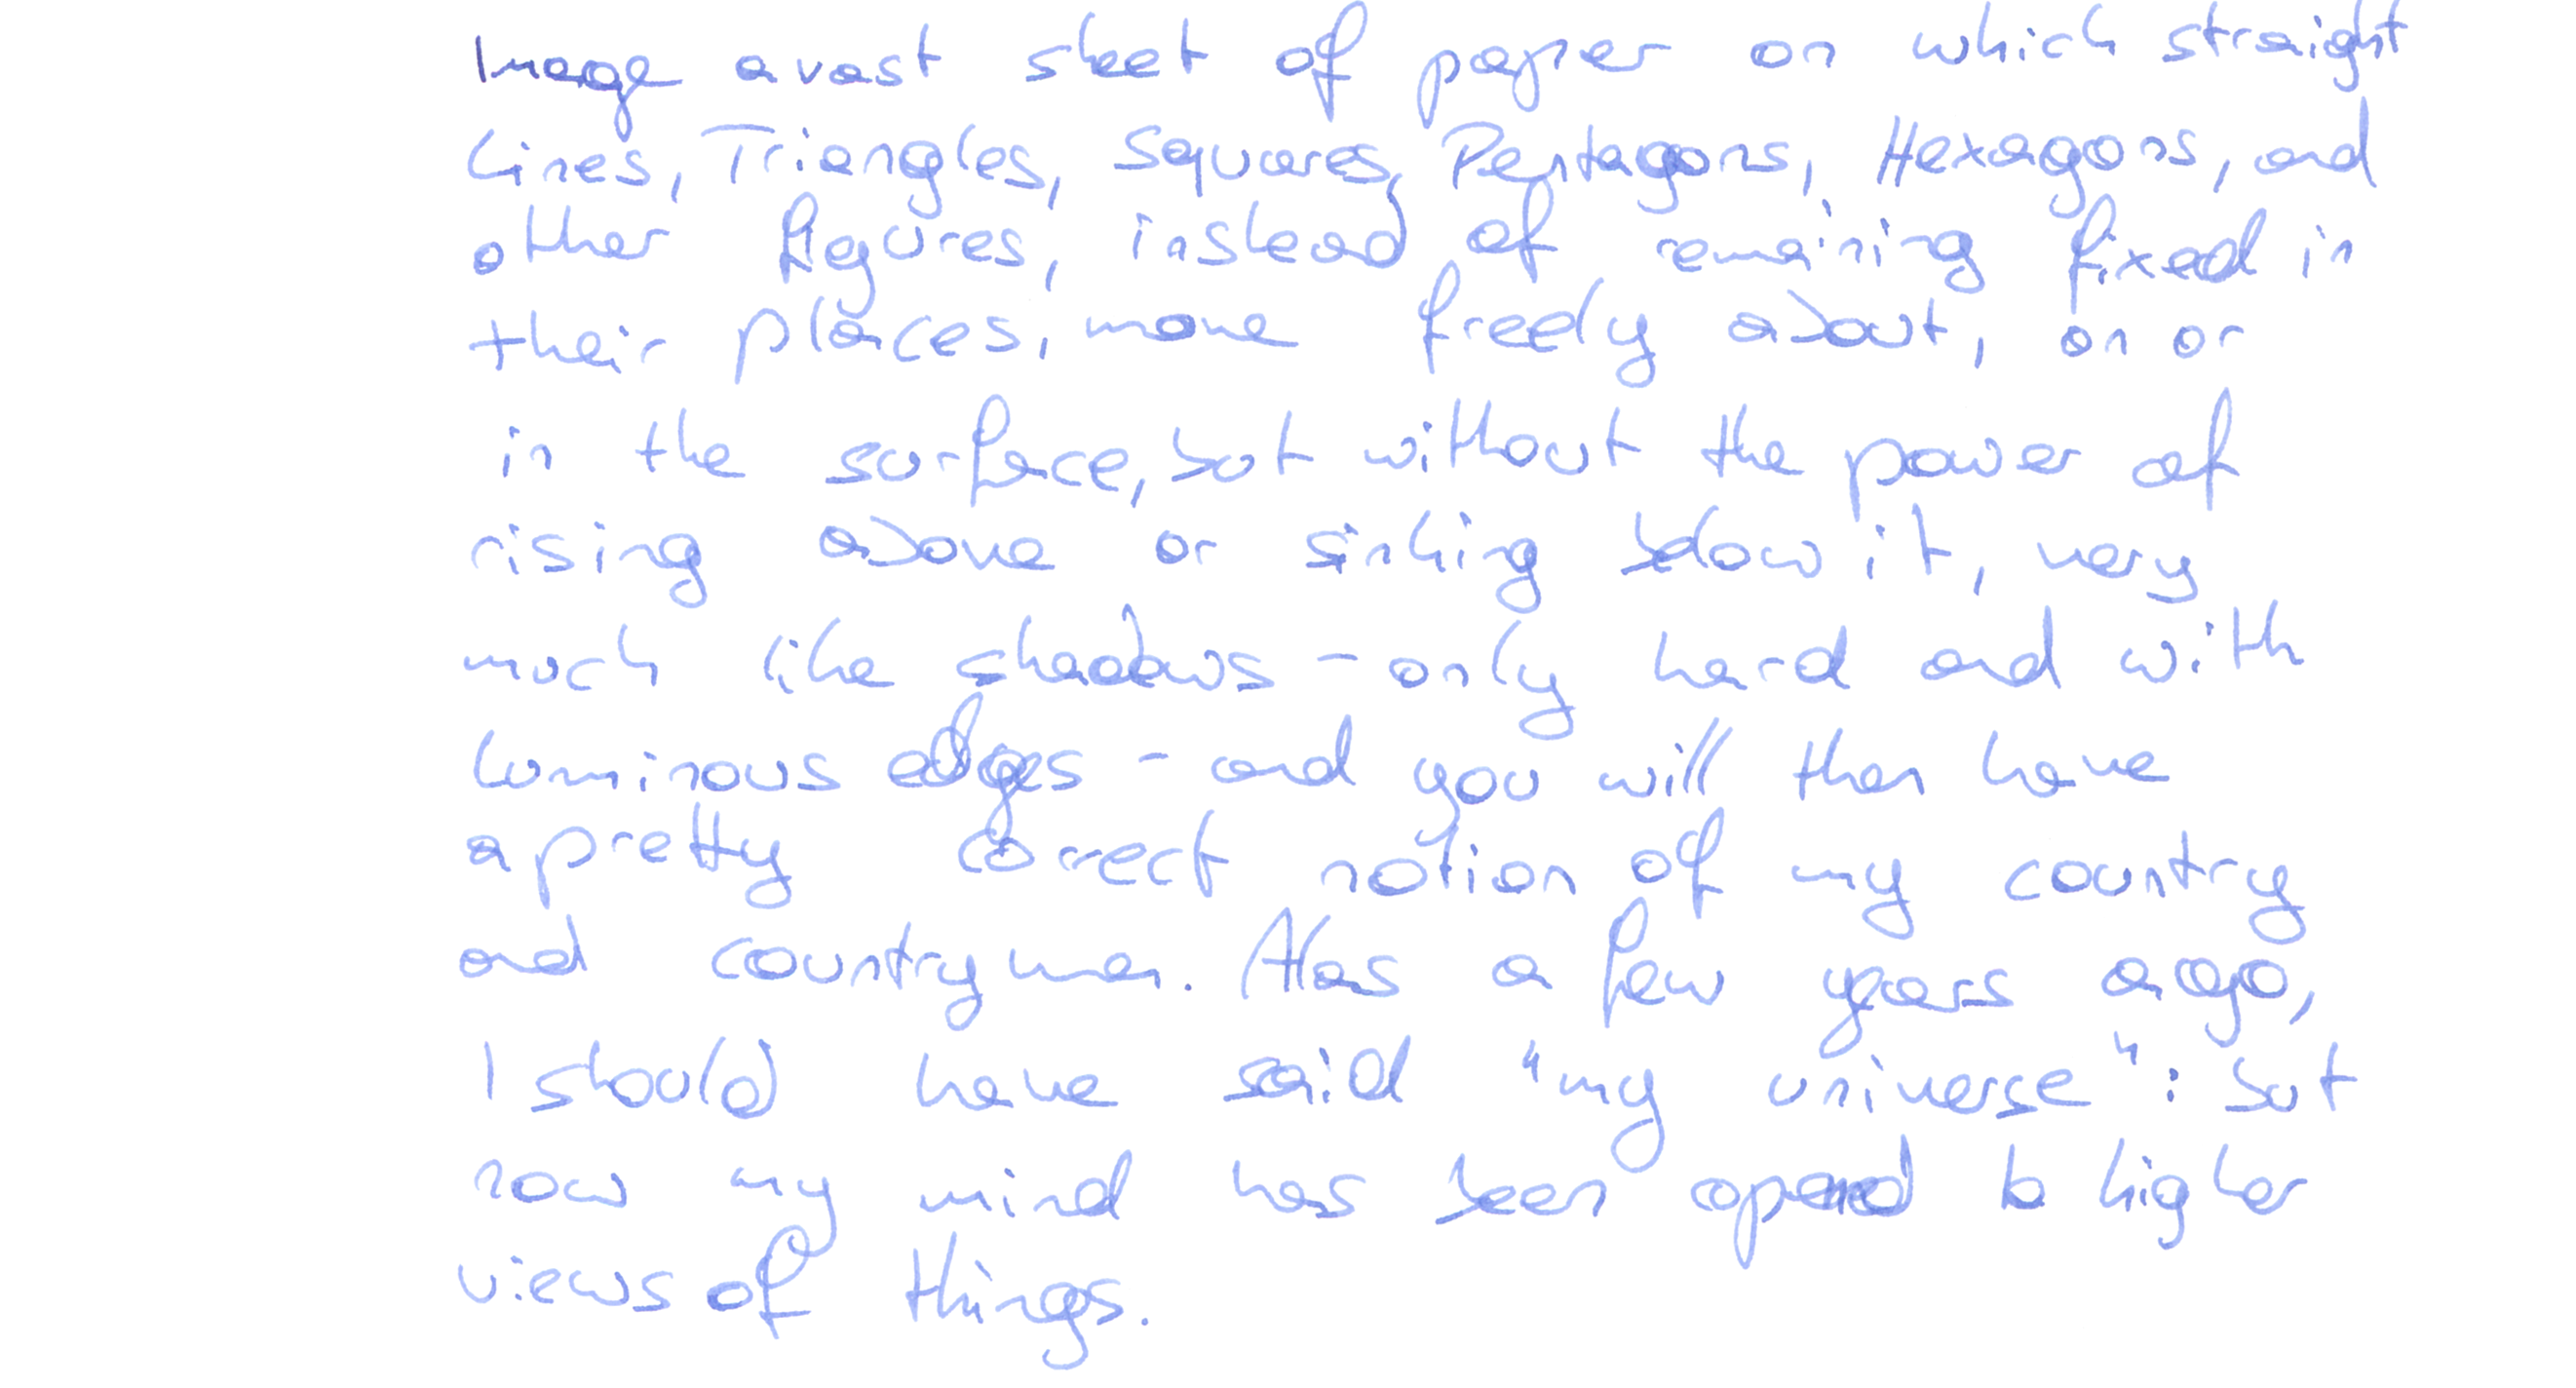 Image a vast sheet of paper on which straight
Lines, Triangles, Squares, Pentagons, Hexagons, and
other figures, instead of remaining fixed in
their places, move freely about, on or
in the surface, but without the power of
rising above or sinking below it, very
much like shadows - only hard and with
luminous edges - and you will then have
a pretty correct notion of my country
and countrymen. Alas a few years ago,
I should have said "my universe": but
now my mind has been opened to higher
views of things.